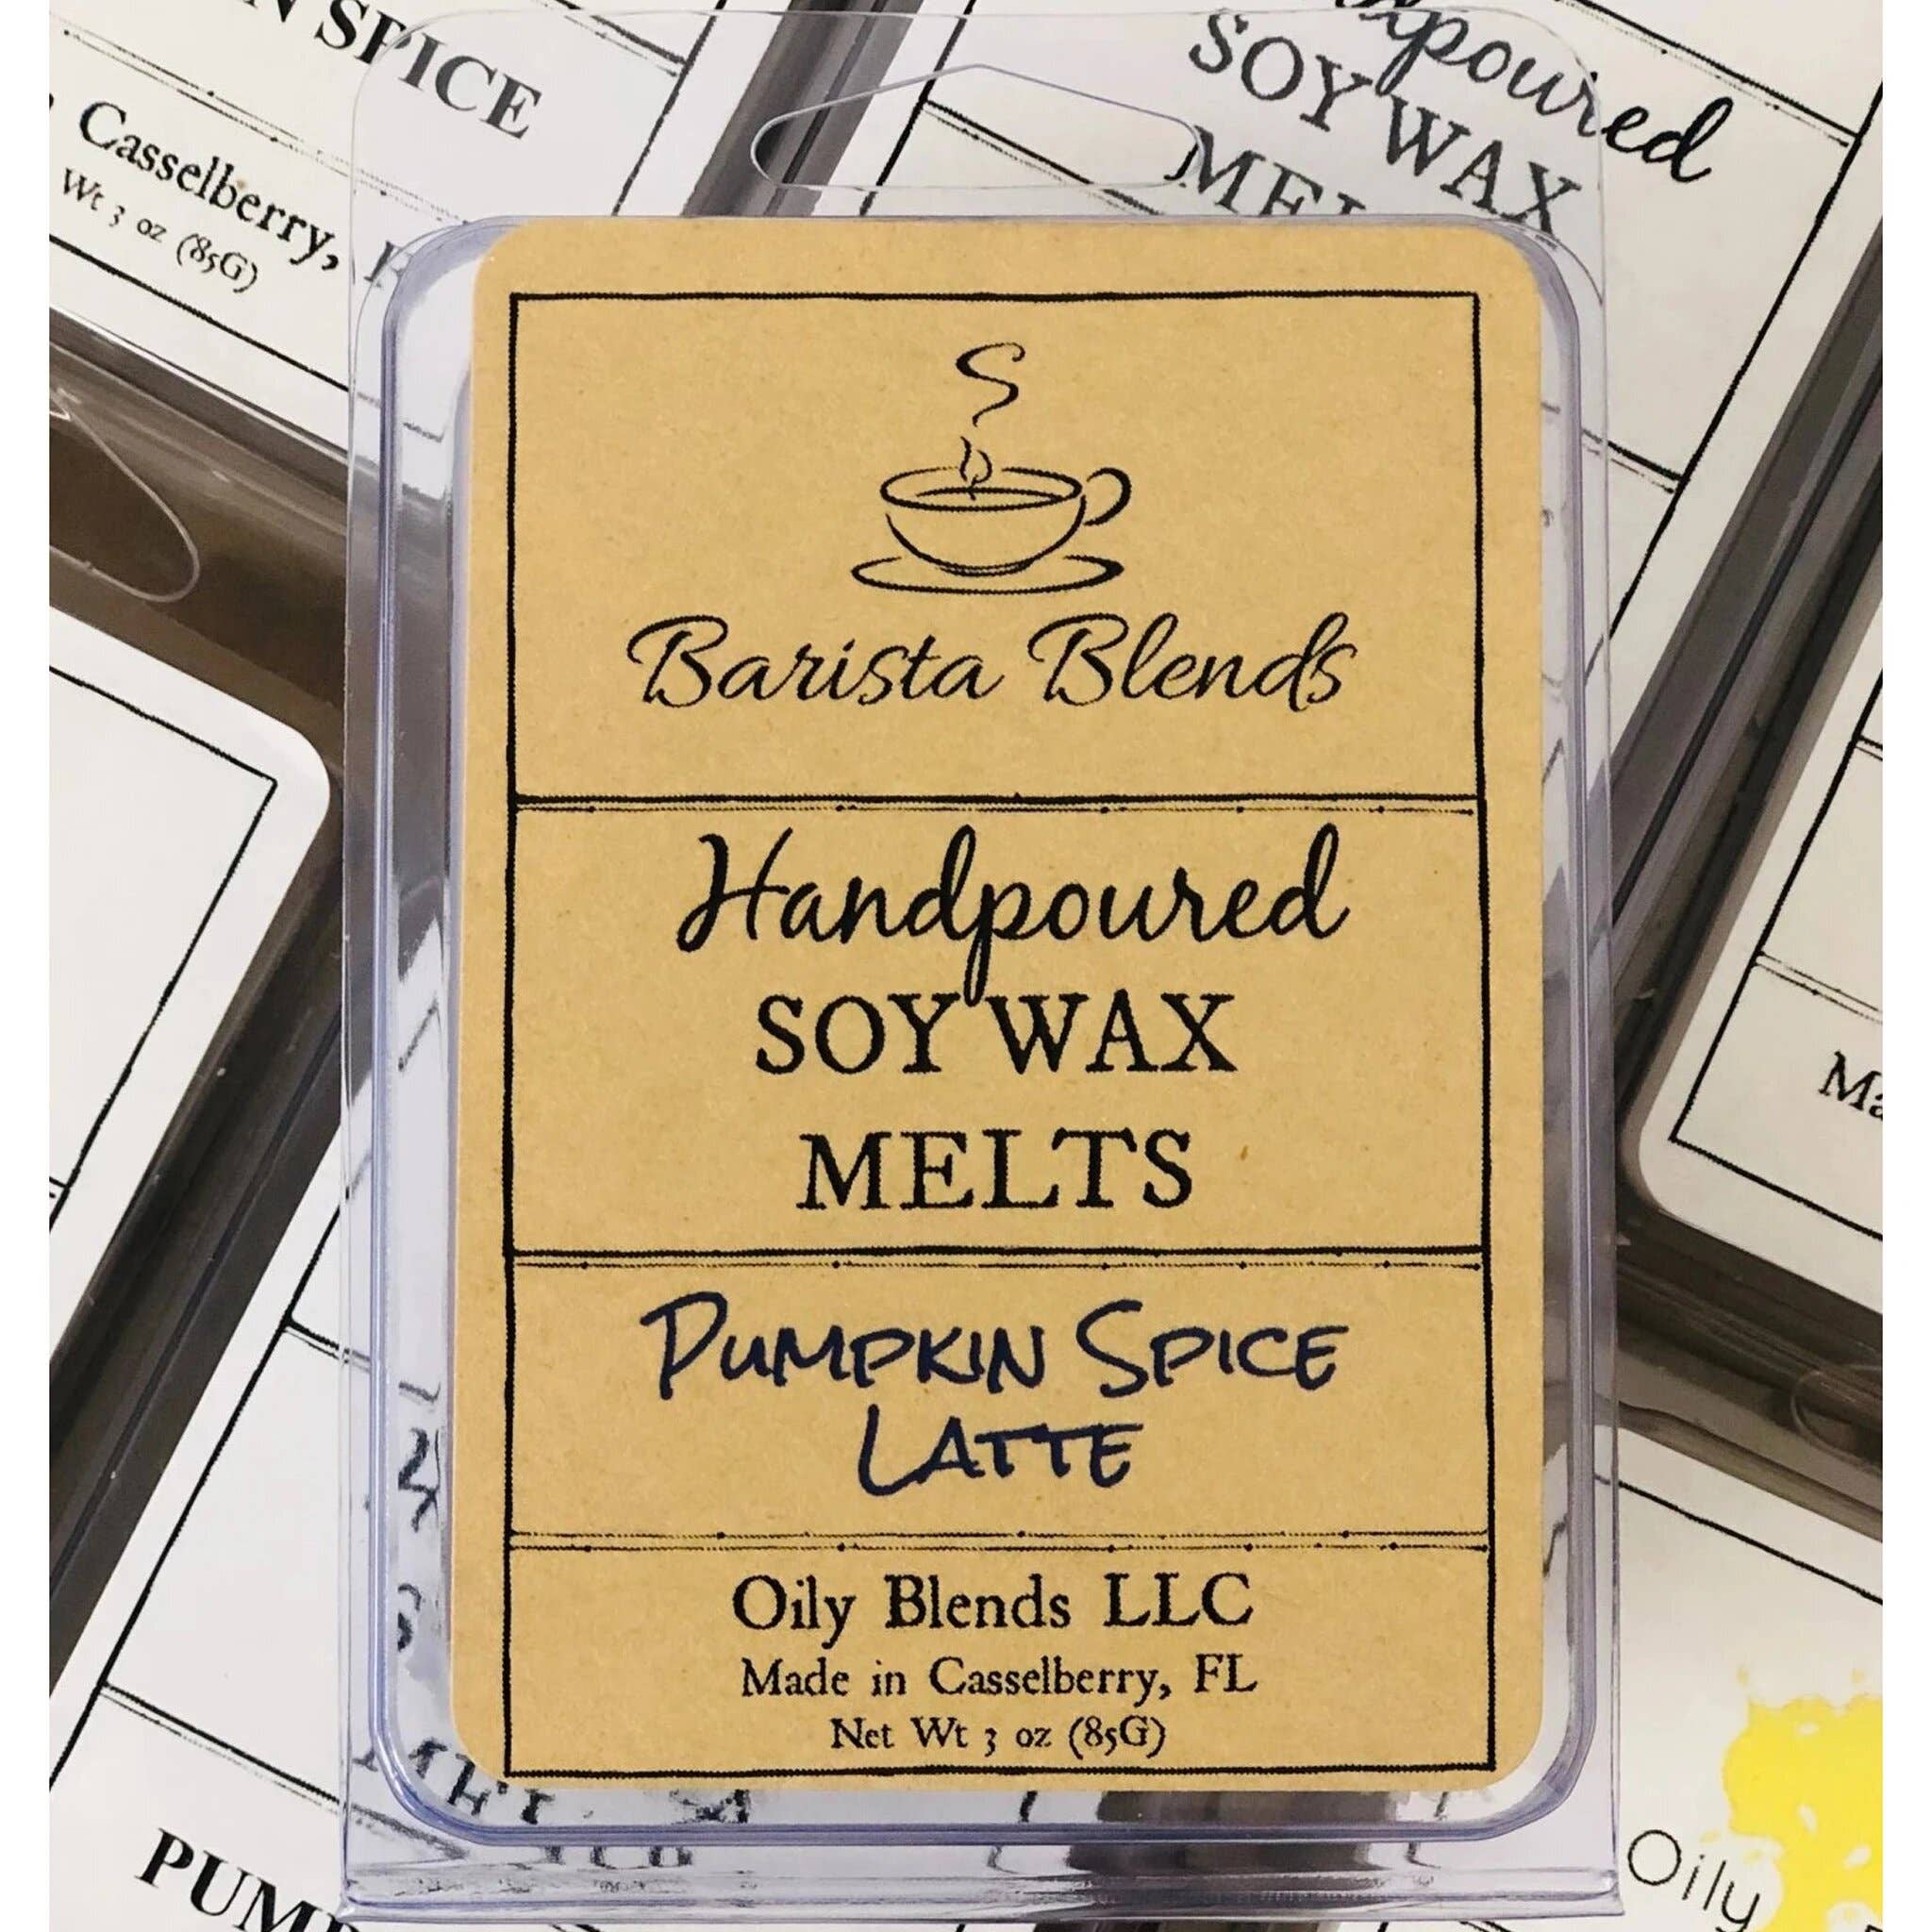 SPICE
Casselberry,
Wt 3 oz (85G)
SOY WAX
Barista Blends
Handpoured
SOY WAX
MELTS
PUMPKIN SPICE
LATTE
Oily Blends LLC
Made in Casselberry, FL
Net Wt 3 oz (85G)
Oily